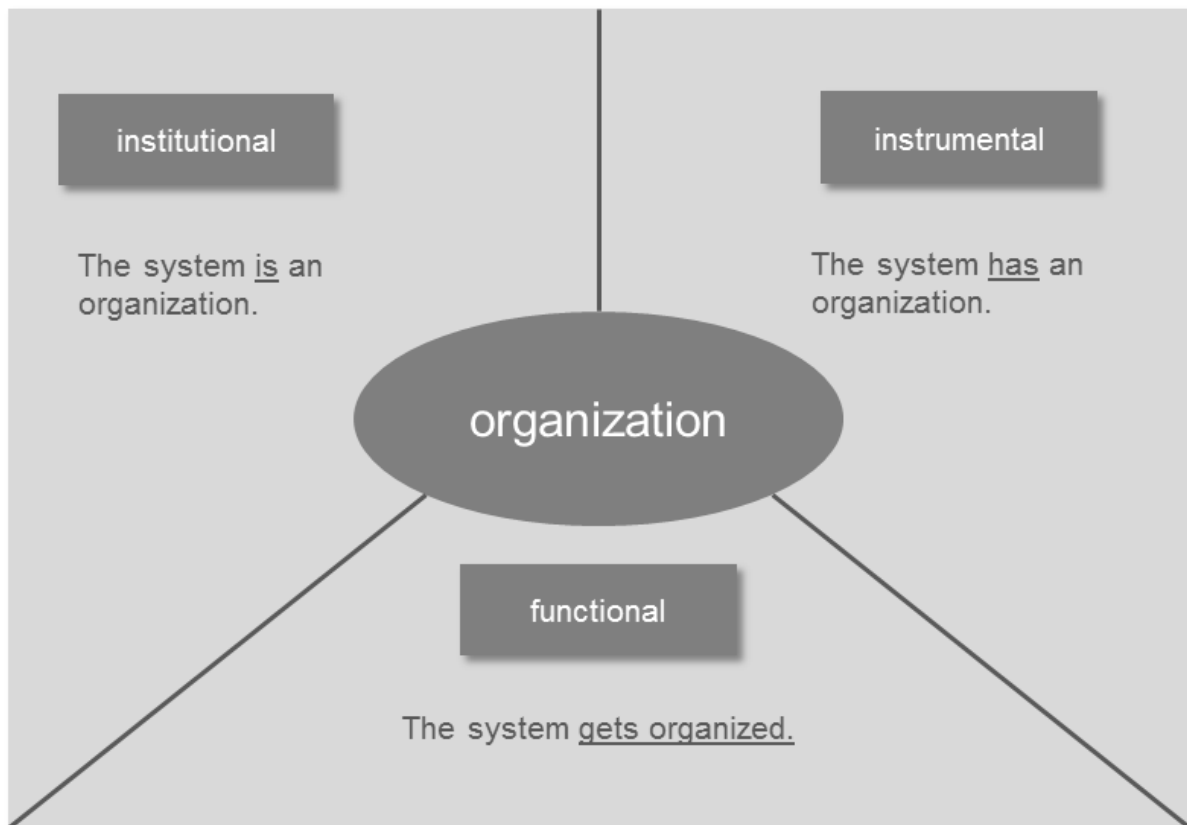 institutional
The system is an
organization.
instrumental
The system has an
organization.
organization
functional
The system gets organized.